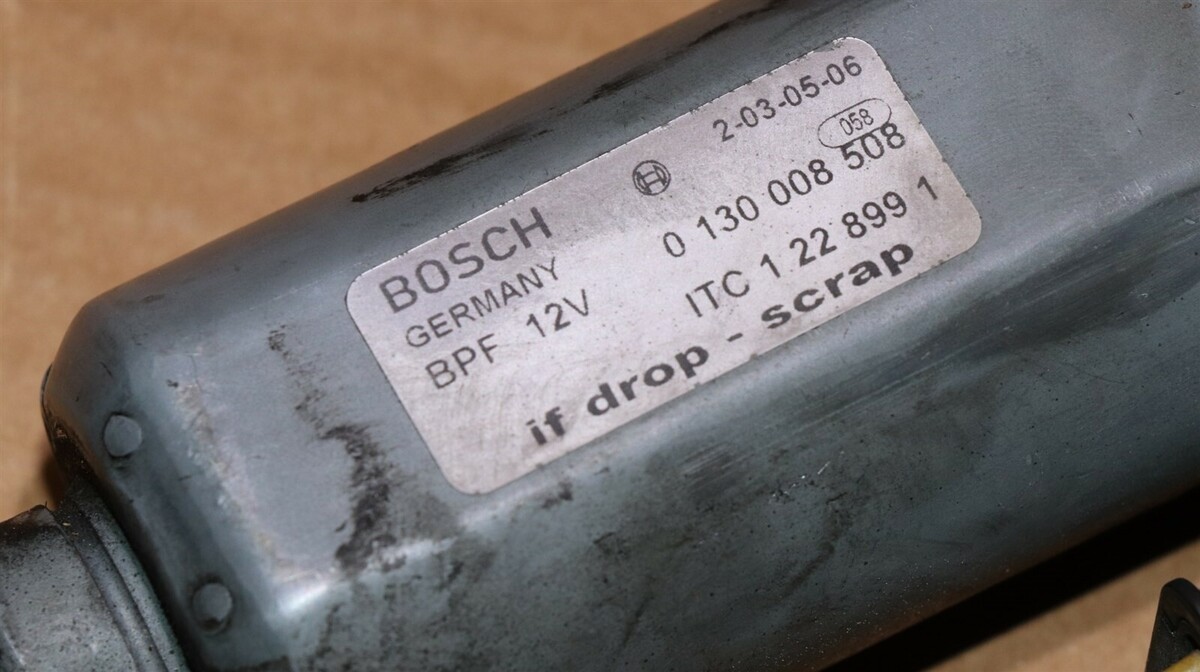 2-03-05-06
058
BOSCH
0 130 008 508
GERMANY
BPF 12V
ITC 1 22 899 1
if drop - scrap